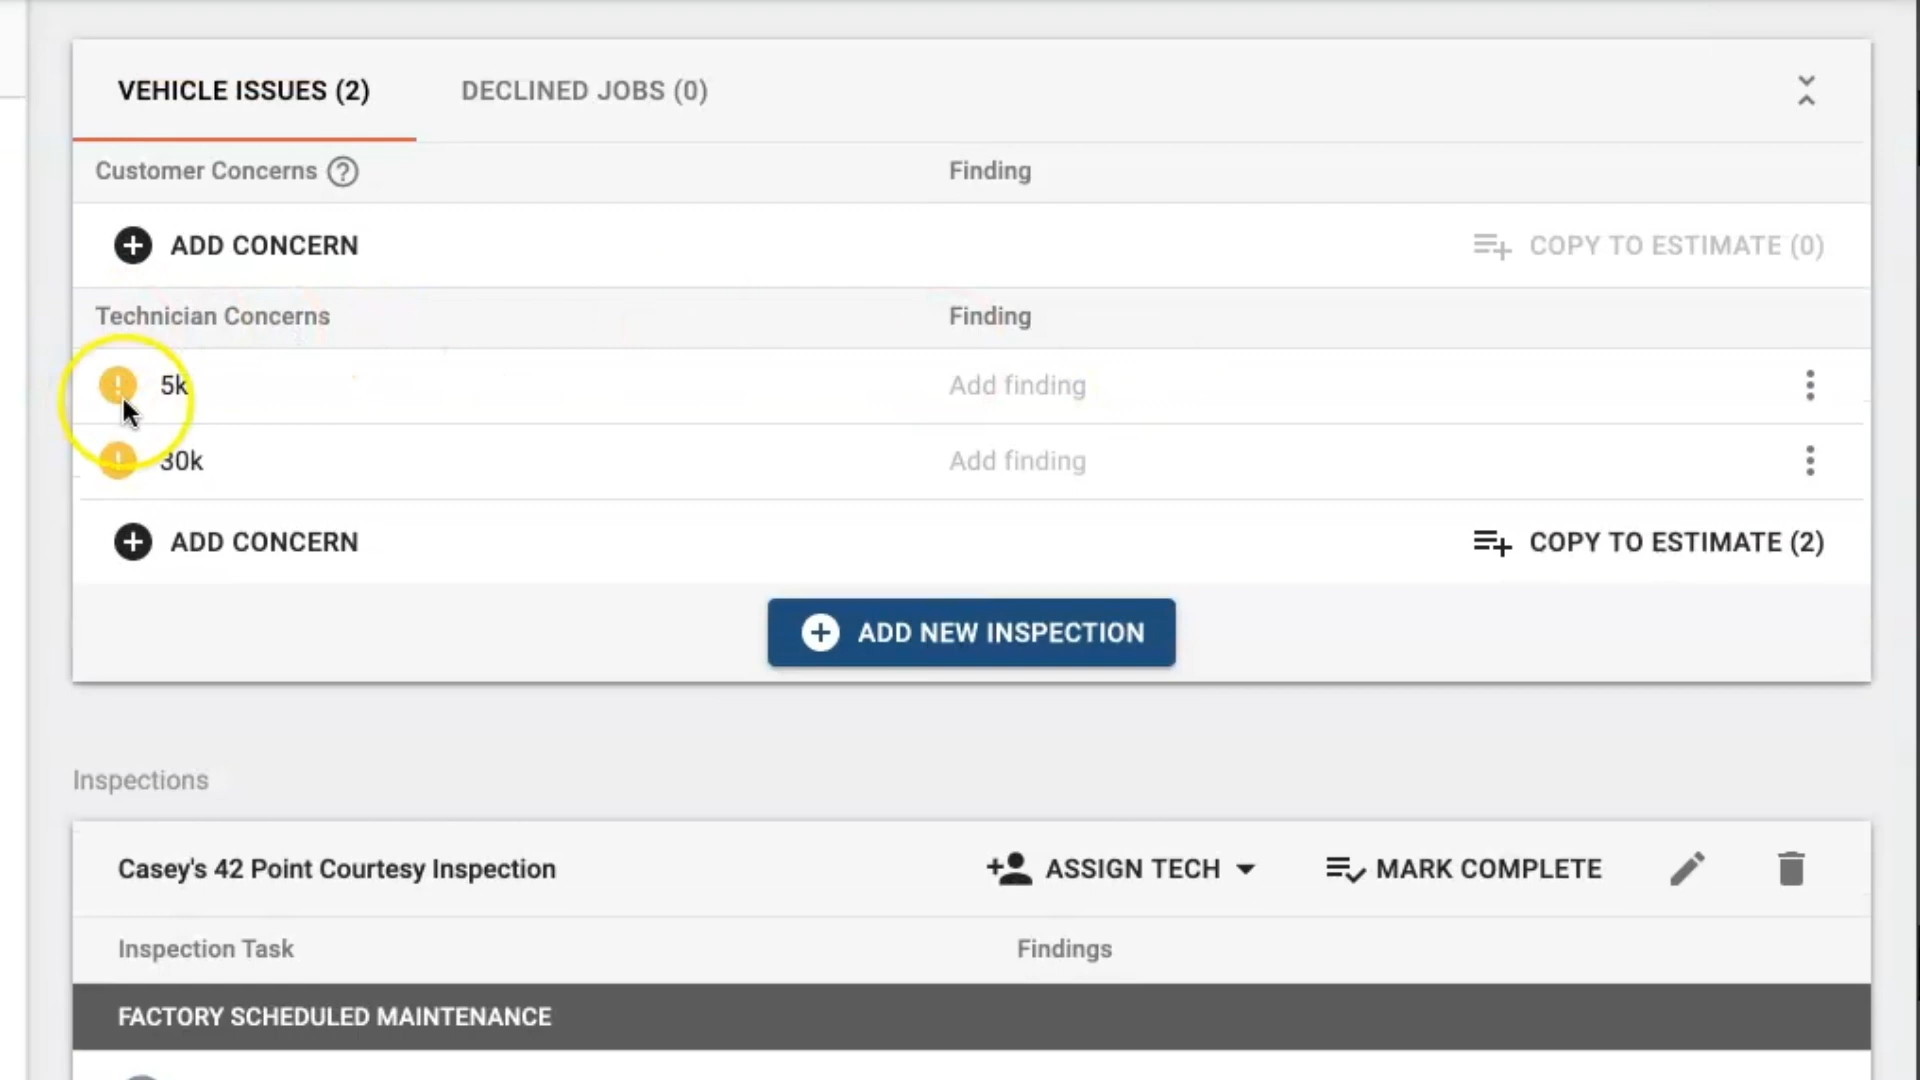 VEHICLE ISSUES (2) DECLINED JOBS (0)
Customer Concerns ? Finding
ADD CONCERN COPY TO ESTIMATE (0)
Technician Concerns Finding
! 5k Add finding
! 30k Add finding
ADD CONCERN COPY TO ESTIMATE (2)
ADD NEW INSPECTION
Inspections
Casey's 42 Point Courtesy Inspection ASSIGN TECH MARK COMPLETE
Inspection Task Findings
FACTORY SCHEDULED MAINTENANCE